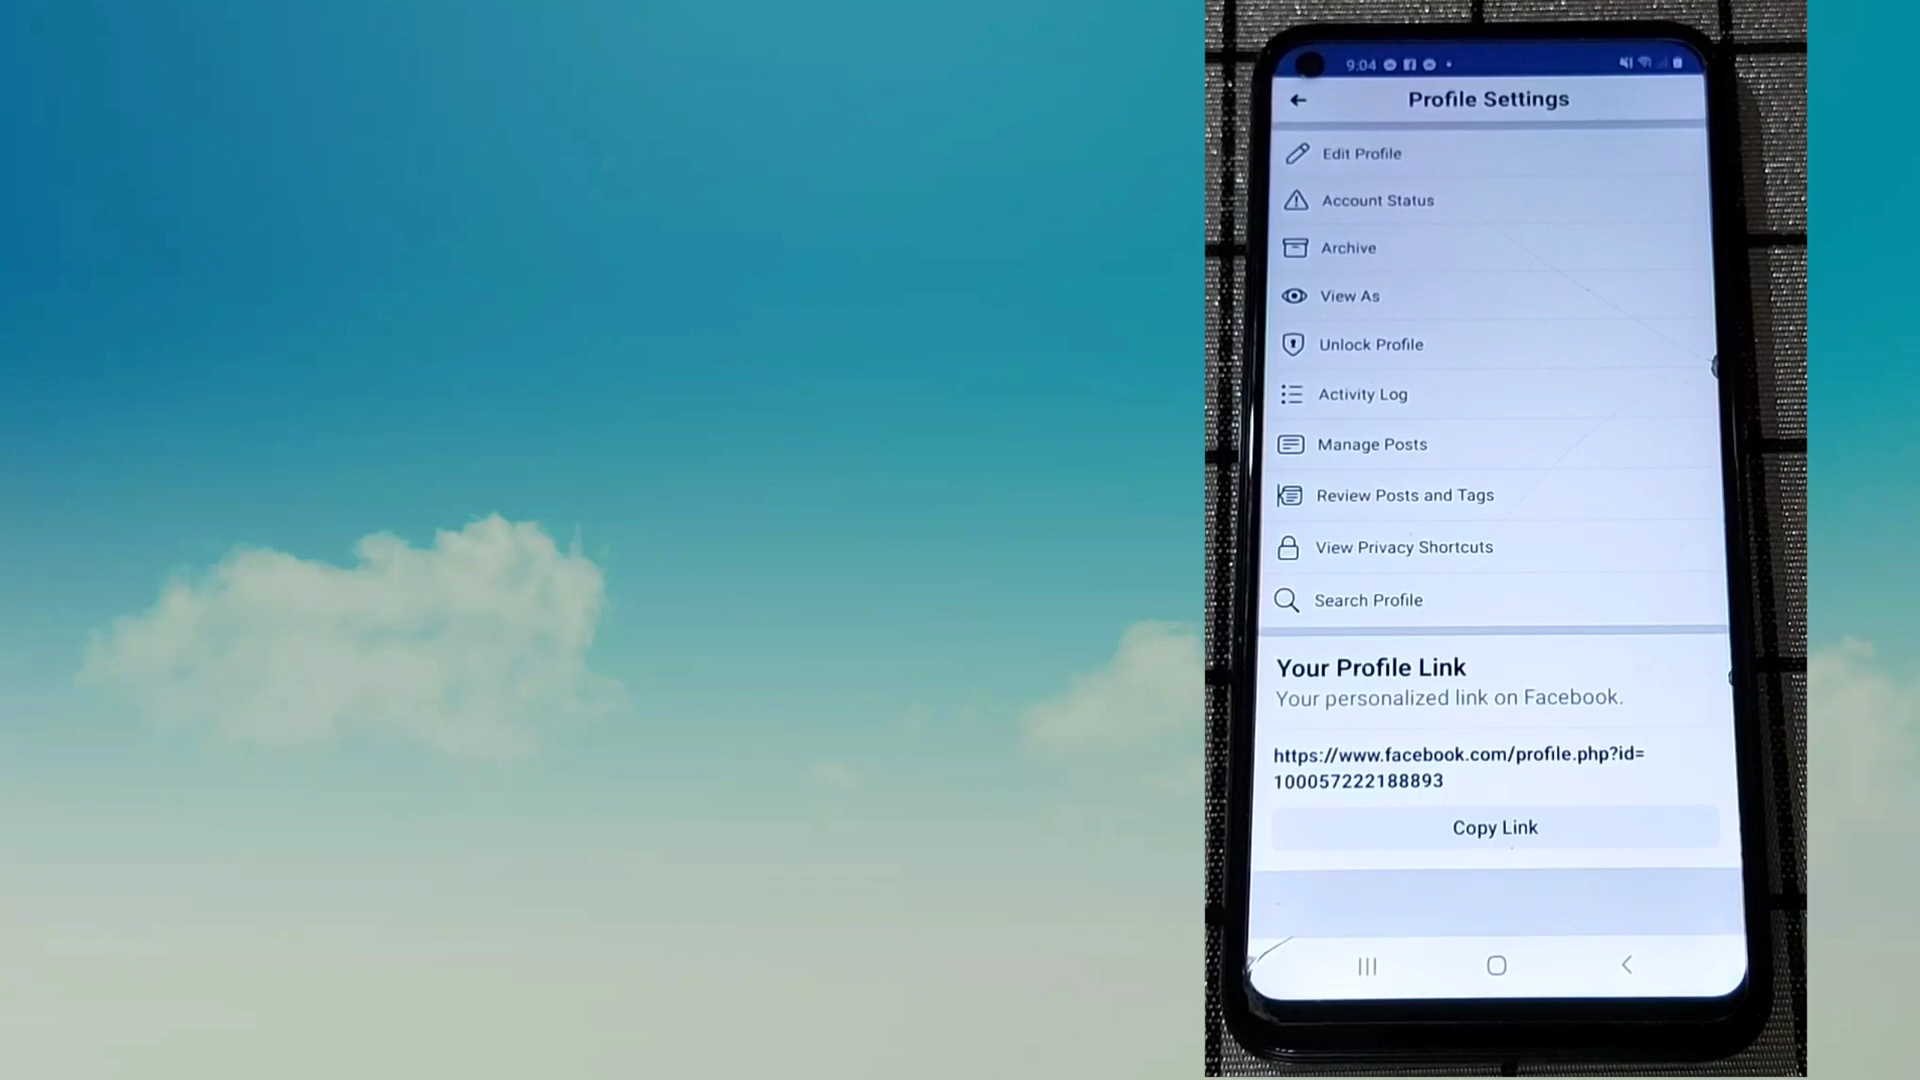 9:04
Profile Settings
Edit Profile
Account Status
Archive
View As
Unlock Profile
Activity Log
Manage Posts
Review Posts and Tags
View Privacy Shortcuts
Search Profile
Your Profile Link
Your personalized link on Facebook.
https://www.facebook.com/profile.php?id=
100057222188893
Copy Link